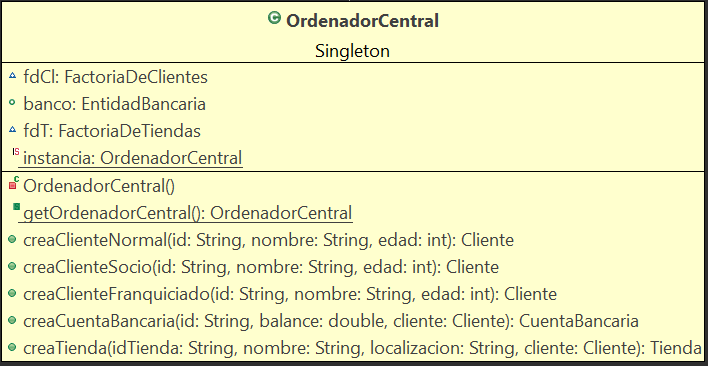 OrdenadorCentral
Singleton
fdCl: FactoriaDeClientes
banco: EntidadBancaria
fdT: FactoriaDeTiendas
instancia: OrdenadorCentral
OrdenadorCentral()
getOrdenadorCentral(): OrdenadorCentral
creaClienteNormal(id: String, nombre: String, edad: int): Cliente
creaClienteSocio(id: String, nombre: String, edad: int): Cliente
creaClienteFranquiciado(id: String, nombre: String, edad: int): Cliente
creaCuentaBancaria(id: String, balance: double, cliente: Cliente): CuentaBancaria
creaTienda(idTienda: String, nombre: String, localizacion: String, cliente: Cliente): Tienda